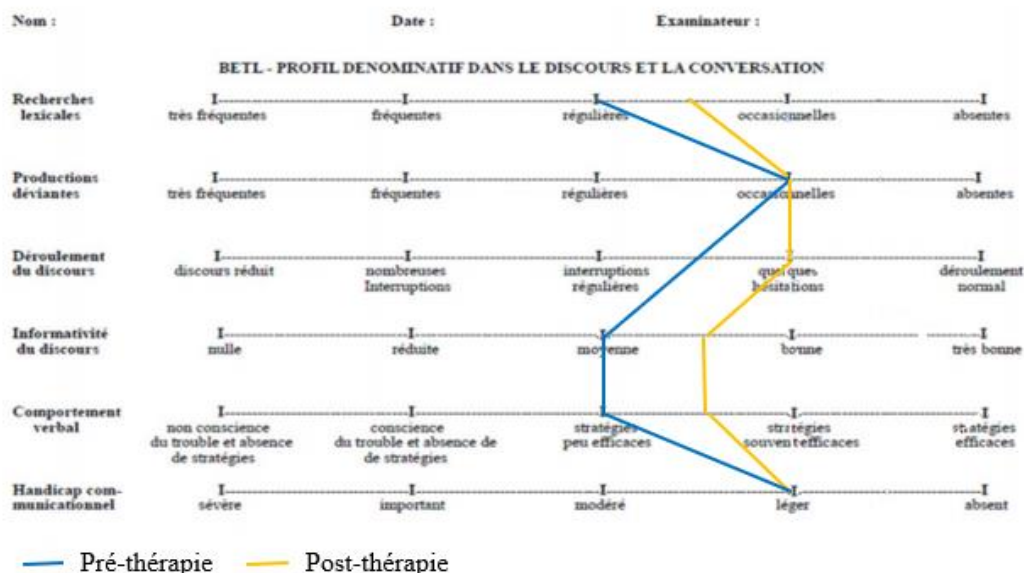 Nom : Date : Examinateur :
BETL - PROFIL DENOMINATIF DANS LE DISCOURS ET LA CONVERSATION
Recherches lexicales
très fréquentes fréquentes régulières occasionnelles absentes
Productions déviantes
très fréquentes fréquentes régulières occasionnelles absentes
Déroulement du discours
discours réduit nombreuses interruptions quelques déroulement
Interruptions régulières hésitations normal
Informativité du discours
nulle réduite moyenne bonne très bonne
Comportement verbal
non conscience conscience stratégies stratégies stratégies
du trouble et absence du trouble et absence de peu efficaces souvent efficaces efficaces
de stratégies de stratégies
Handicap com-
municationnel
sévère important modéré léger absent
Pré-thérapie Post-thérapie